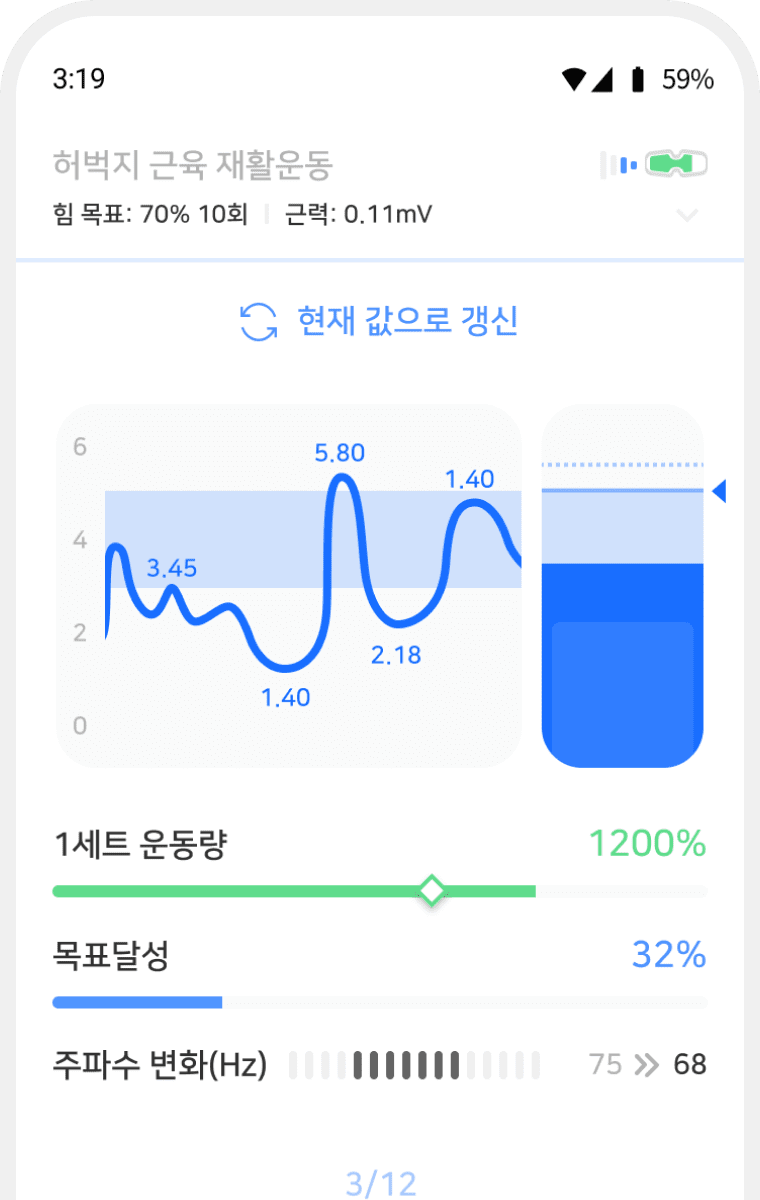 3:19 59%
허벅지 근육 재활운동
힘 목표: 70% 10회 근력: 0.11mV
현재 값으로 갱신
6
5.80
1.40
4
3.45
2
2.18
1.40
0
1세트 운동량 1200%
목표달성 32%
주파수 변화(Hz) 75 68
3/12